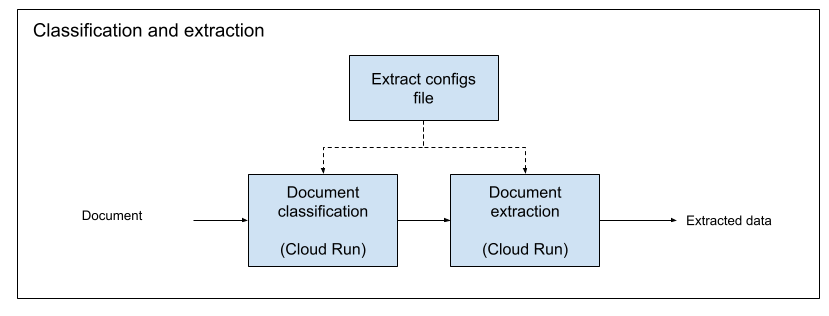 Classification and extraction
Extract configs
file
Document
classification
(Cloud Run)
Document
extraction
(Cloud Run)
Document
Extracted data